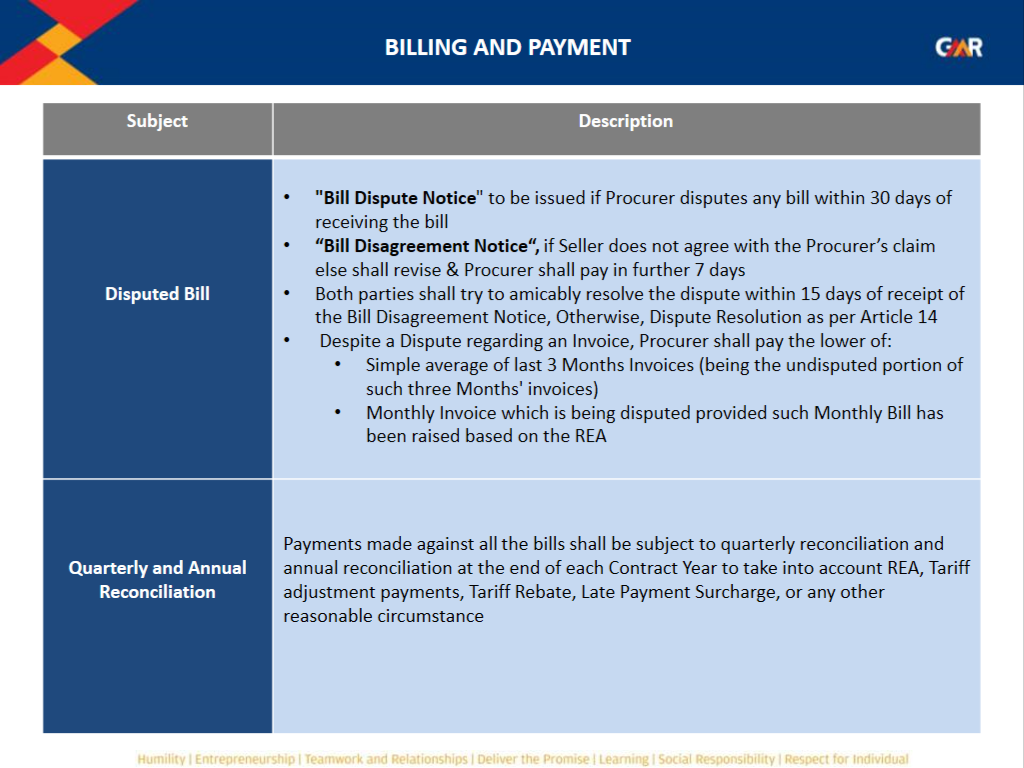 BILLING AND PAYMENT
GMR
Subject
Description
Disputed Bill
• "Bill Dispute Notice" to be issued if Procurer disputes any bill within 30 days of
receiving the bill
• “Bill Disagreement Notice“, if Seller does not agree with the Procurer’s claim
else shall revise & Procurer shall pay in further 7 days
• Both parties shall try to amicably resolve the dispute within 15 days of receipt of
the Bill Disagreement Notice, Otherwise, Dispute Resolution as per Article 14
• Despite a Dispute regarding an Invoice, Procurer shall pay the lower of:
• Simple average of last 3 Months Invoices (being the undisputed portion of
such three Months' invoices)
• Monthly Invoice which is being disputed provided such Monthly Bill has
been raised based on the REA
Quarterly and Annual
Reconciliation
Payments made against all the bills shall be subject to quarterly reconciliation and
annual reconciliation at the end of each Contract Year to take into account REA, Tariff
adjustment payments, Tariff Rebate, Late Payment Surcharge, or any other
reasonable circumstance
Humility | Entrepreneurship | Teamwork and Relationships | Deliver the Promise | Learning | Social Responsibility | Respect for Individual